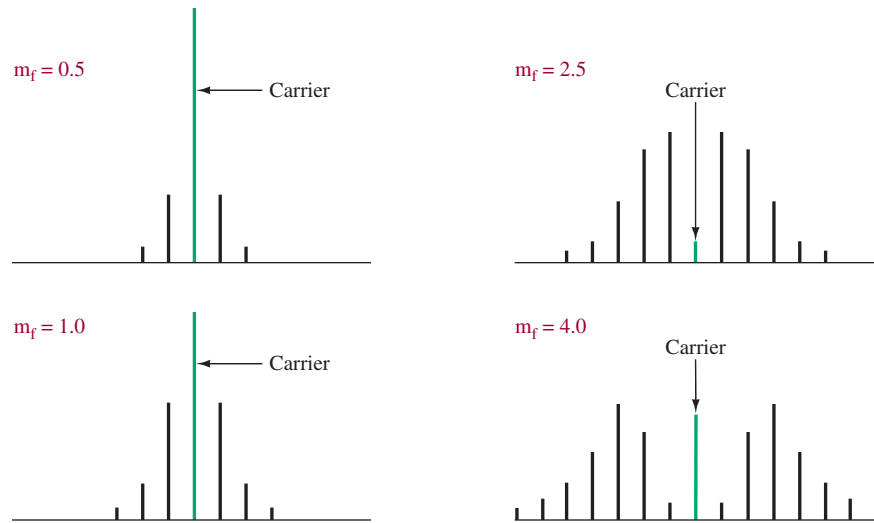 m_f = 0.5
Carrier
m_f = 2.5
Carrier
m_f = 1.0
Carrier
m_f = 4.0
Carrier